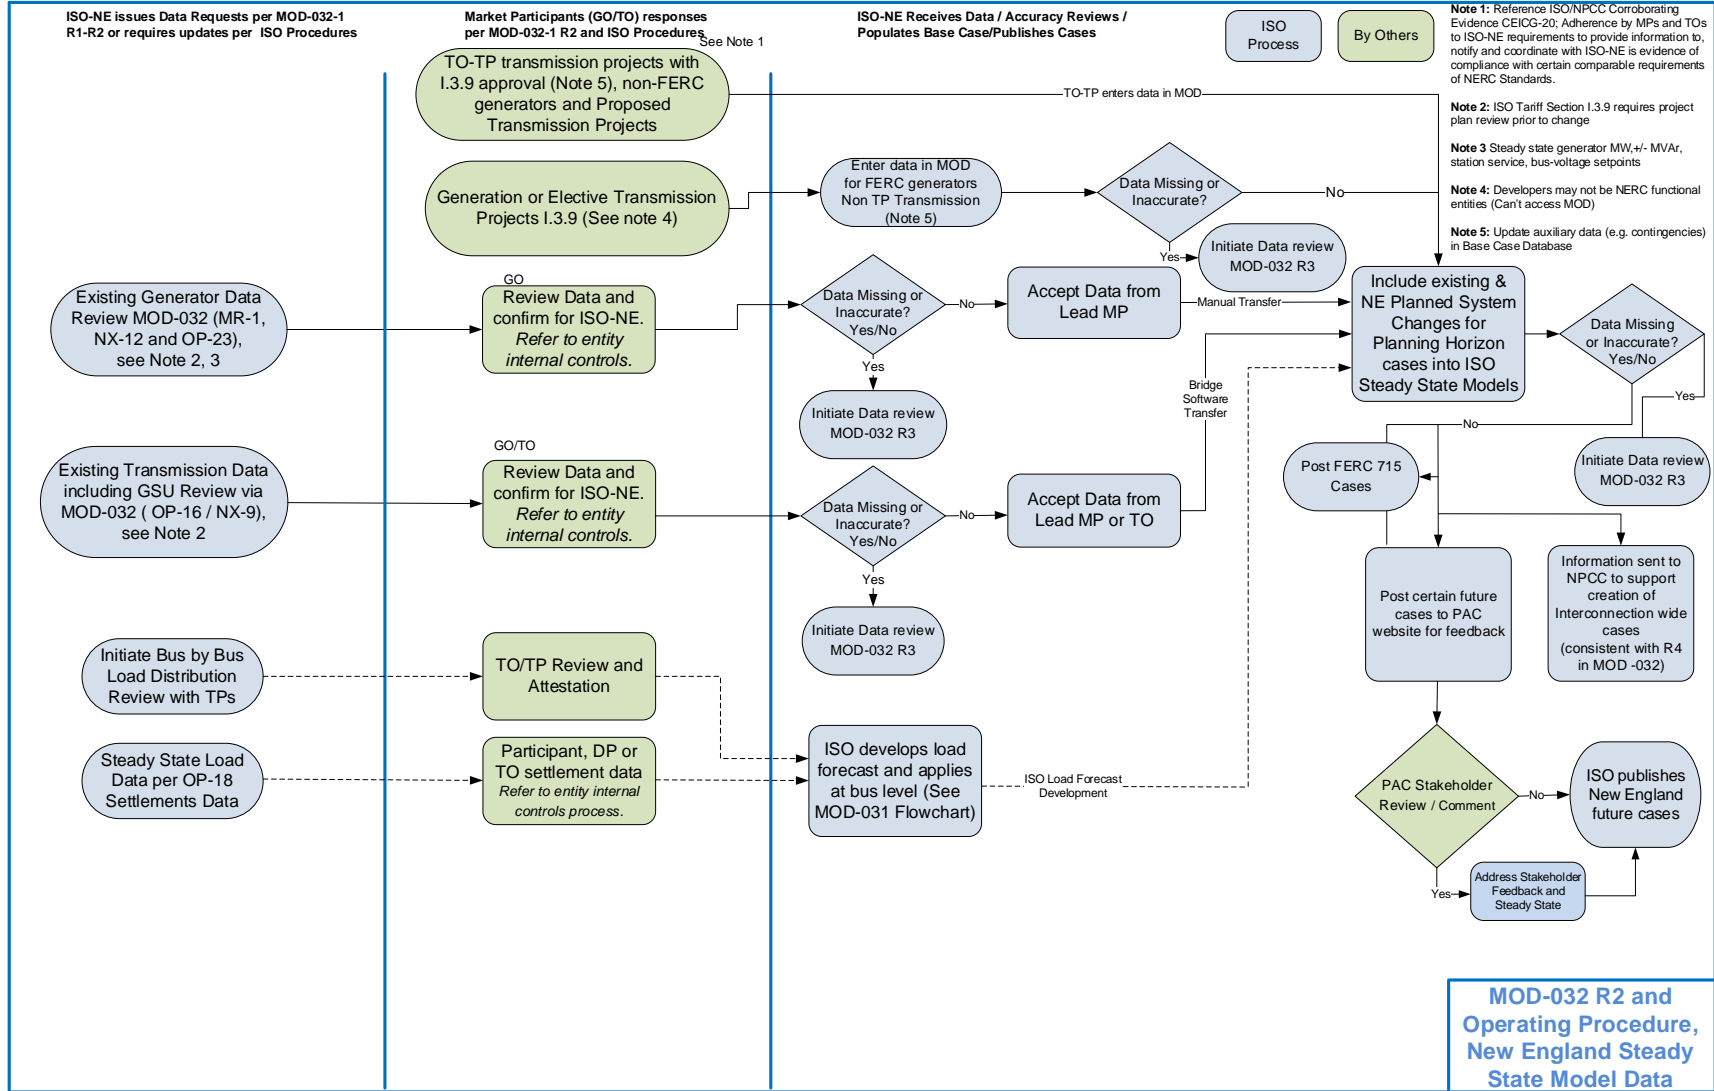 ISO-NE issues Data Requests per MOD-032-1
R1-R2 or requires updates per ISO Procedures
Market Participants (GO/TO) responses
per MOD-032-1 R2 and ISO Procedures
See Note 1
ISO-NE Receives Data / Accuracy Reviews /
Populates Base Case/Publishes Cases
ISO
Process
By Others
Note 1: Reference ISO/NPCC Corroborating
Evidence CEICG-20; Adherence by MPs and TOs
to ISO-NE requirements to provide information to,
notify and coordinate with ISO-NE is evidence of
compliance with certain comparable requirements
of NERC Standards.
Note 2: ISO Tariff Section I.3.9 requires project
plan review prior to change
Note 3 Steady state generator MW,+/- MVAr,
station service, bus-voltage setpoints
Note 4: Developers may not be NERC functional
entities (Can't access MOD)
Note 5: Update auxiliary data (e.g. contingencies)
in Base Case Database
TO-TP transmission projects with
I.3.9 approval (Note 5), non-FERC
generators and Proposed
Transmission Projects
TO-TP enters data in MOD
Generation or Elective Transmission
Projects I.3.9 (See note 4)
Enter data in MOD
for FERC generators
Non TP Transmission
(Note 5)
Data Missing or
Inaccurate?
No
Yes
Initiate Data review
MOD-032 R3
Existing Generator Data
Review MOD-032 (MR-1,
NX-12 and OP-23),
see Note 2, 3
GO
Review Data and
confirm for ISO-NE.
Refer to entity
internal controls.
Data Missing or
Inaccurate?
Yes/No
No
Accept Data from
Lead MP
Manual Transfer
Yes
Initiate Data review
MOD-032 R3
Include existing &
NE Planned System
Changes for
Planning Horizon
cases into ISO
Steady State Models
Data Missing
or Inaccurate?
Yes/No
Yes
No
Initiate Data review
MOD-032 R3
Bridge
Software
Transfer
Existing Transmission Data
including GSU Review via
MOD-032 ( OP-16 / NX-9),
see Note 2
GO/TO
Review Data and
confirm for ISO-NE.
Refer to entity
internal controls.
Data Missing or
Inaccurate?
Yes/No
No
Accept Data from
Lead MP or TO
Yes
Initiate Data review
MOD-032 R3
Post FERC 715
Cases
Post certain future
cases to PAC
website for feedback
Information sent to
NPCC to support
creation of
Interconnection wide
cases
(consistent with R4
in MOD -032)
Initiate Bus by Bus
Load Distribution
Review with TPs
TO/TP Review and
Attestation
Steady State Load
Data per OP-18
Settlements Data
Participant, DP or
TO settlement data
Refer to entity internal
controls process.
ISO develops load
forecast and applies
at bus level (See
MOD-031 Flowchart)
ISO Load Forecast
Development
PAC Stakeholder
Review / Comment
No
ISO publishes
New England
future cases
Yes
Address Stakeholder
Feedback and
Steady State
MOD-032 R2 and
Operating Procedure,
New England Steady
State Model Data